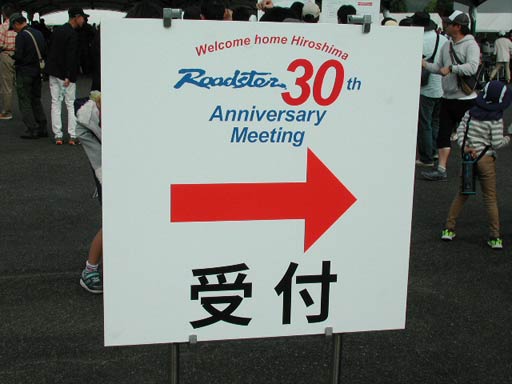 Welcome home Hiroshima
Roadster 30th
Anniversary
Meeting
受付